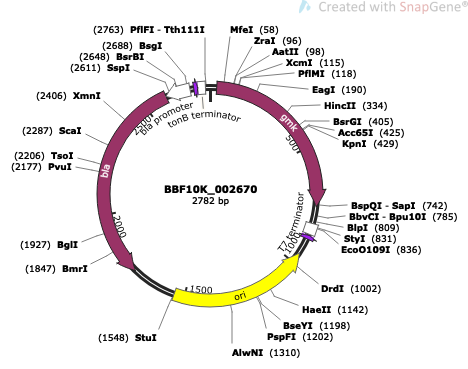 Created with SnapGene®
(2763) PflFI - Tth111I
(2688) BsgI
(2648) BsrBI
(2611) SspI
(2406) XmnI
(2287) ScaI
(2206) TsoI
(2177) PvuI
(1927) BglI
(1847) BmrI
(1548) StuI
MfeI (58)
ZraI (96)
AatII (98)
XcmI (115)
PflMI (118)
EagI (190)
HincII (334)
BsrGI (405)
Acc65I (425)
KpnI (429)
BspQI - SapI (742)
BbvCI - Bpu10I (785)
BlpI (809)
StyI (831)
EcoO109I (836)
DrdI (1002)
HaeII (1142)
BseYI (1198)
PspFI (1202)
AlwNI (1310)
bla promoter
tonB terminator
gmk
T7 terminator
ori
bla
500
1000
1500
2000
2500
BBF10K_002670
2782 bp